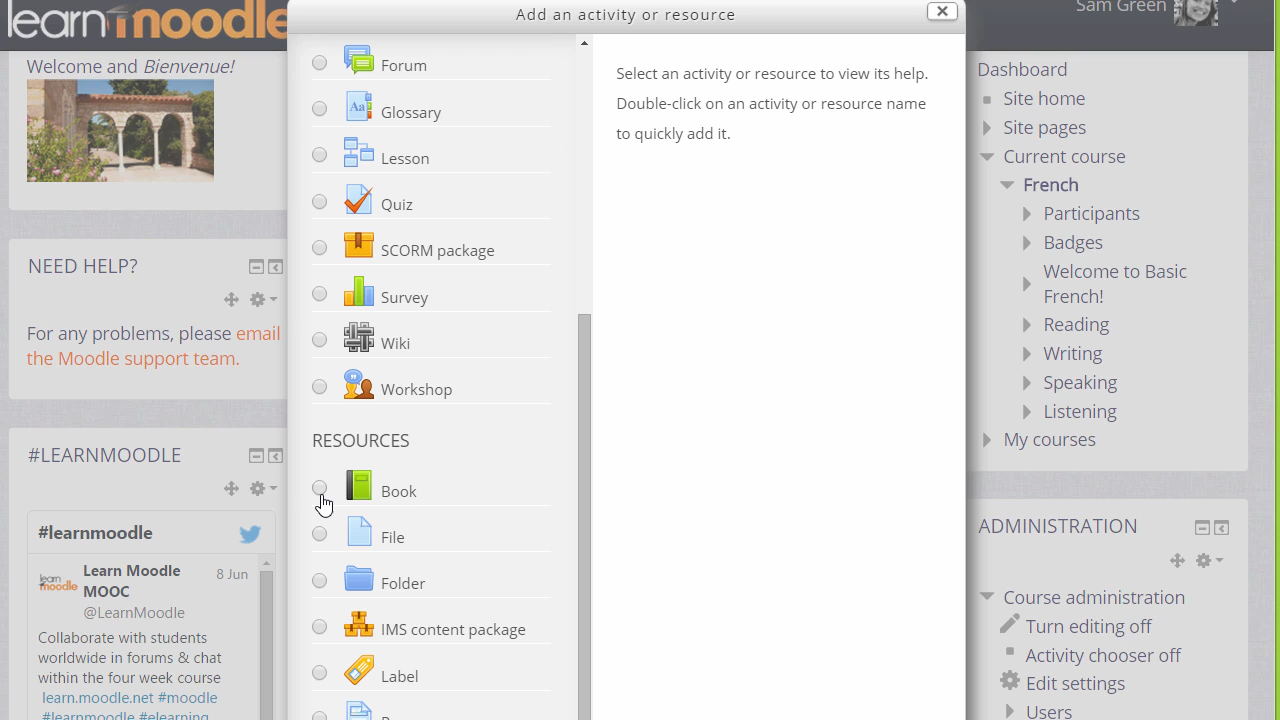 learn moodle
Add an activity or resource
Sam Green
Welcome and Bienvenue!
NEED HELP?
For any problems, please email
the Moodle support team.
#LEARNMOODLE
#learnmoodle
learn
moodle
Learn Moodle
MOOC
8 Jun
@LearnMoodle
Collaborate with students
worldwide in forums & chat
within the four week course
learn.moodle.net #moodle
#learnmoodle #elearning
Forum
Aa
Glossary
Lesson
Quiz
SCORM package
Survey
Wiki
Workshop
RESOURCES
Book
File
Folder
IMS content package
Label
Select an activity or resource to view its help.
Double-click on an activity or resource name
to quickly add it.
Dashboard
Site home
Site pages
Current course
French
Participants
Badges
Welcome to Basic
French!
Reading
Writing
Speaking
Listening
My courses
ADMINISTRATION
Course administration
Turn editing off
Activity chooser off
Edit settings
Users